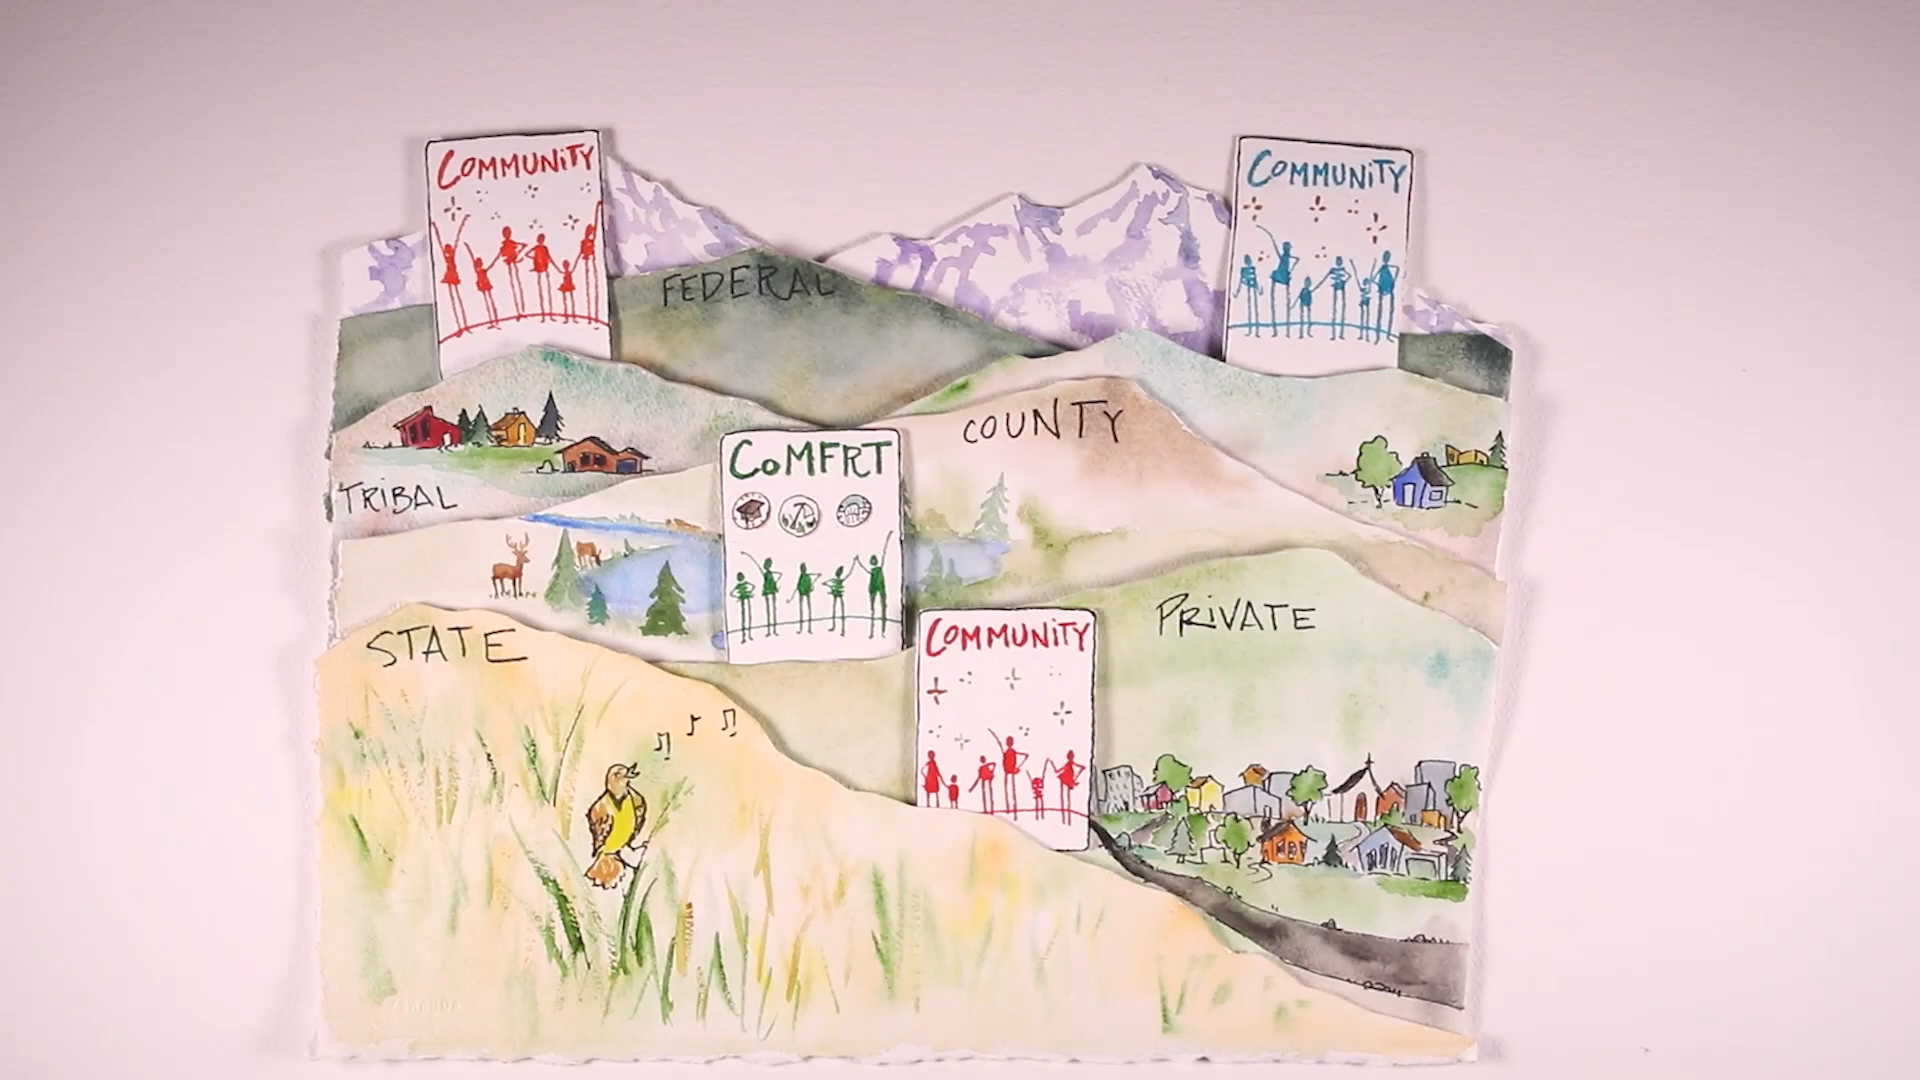 COMMUNiTY
COMMUNiTY
FEDERAL
COUNTY
CoMFRT
TRiBAL
PRiVATE
STATE
COMMUNiTY